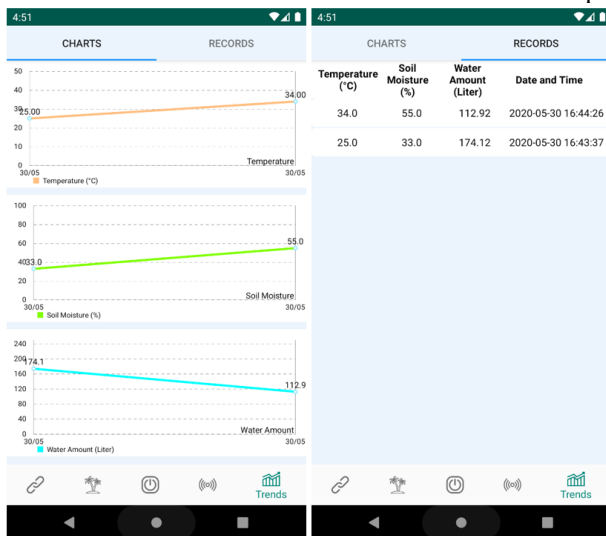 4:51
CHARTS RECORDS
50
40
30
25.00
34.00
20
10
0
Temperature
30/05 30/05
Temperature (°C)
100
80
60
55.0
40
33.0
20
0
Soil Moisture
30/05 30/05
Soil Moisture (%)
240
200
174.1
160
120
112.9
80
40
0
Water Amount
30/05 30/05
Water Amount (Liter)
Trends
4:51
CHARTS RECORDS
Temperature (°C) Soil Moisture (%) Water Amount (Liter) Date and Time
34.0 55.0 112.92 2020-05-30 16:44:26
25.0 33.0 174.12 2020-05-30 16:43:37
Trends